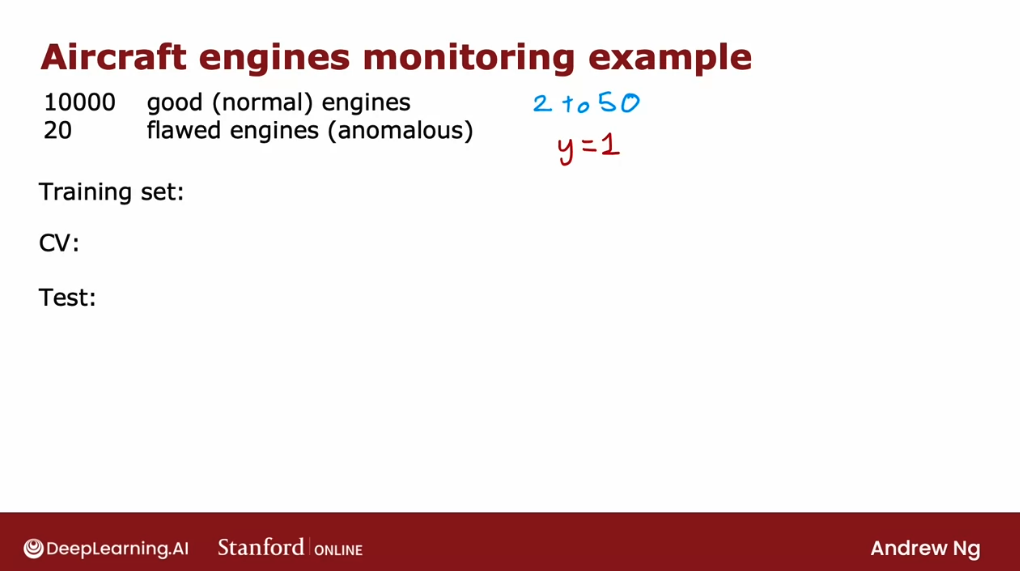 Aircraft engines monitoring example
10000 good (normal) engines 2 to 50
20 flawed engines (anomalous) y=1
Training set:
CV:
Test:
DeepLearning.AI Stanford ONLINE Andrew Ng